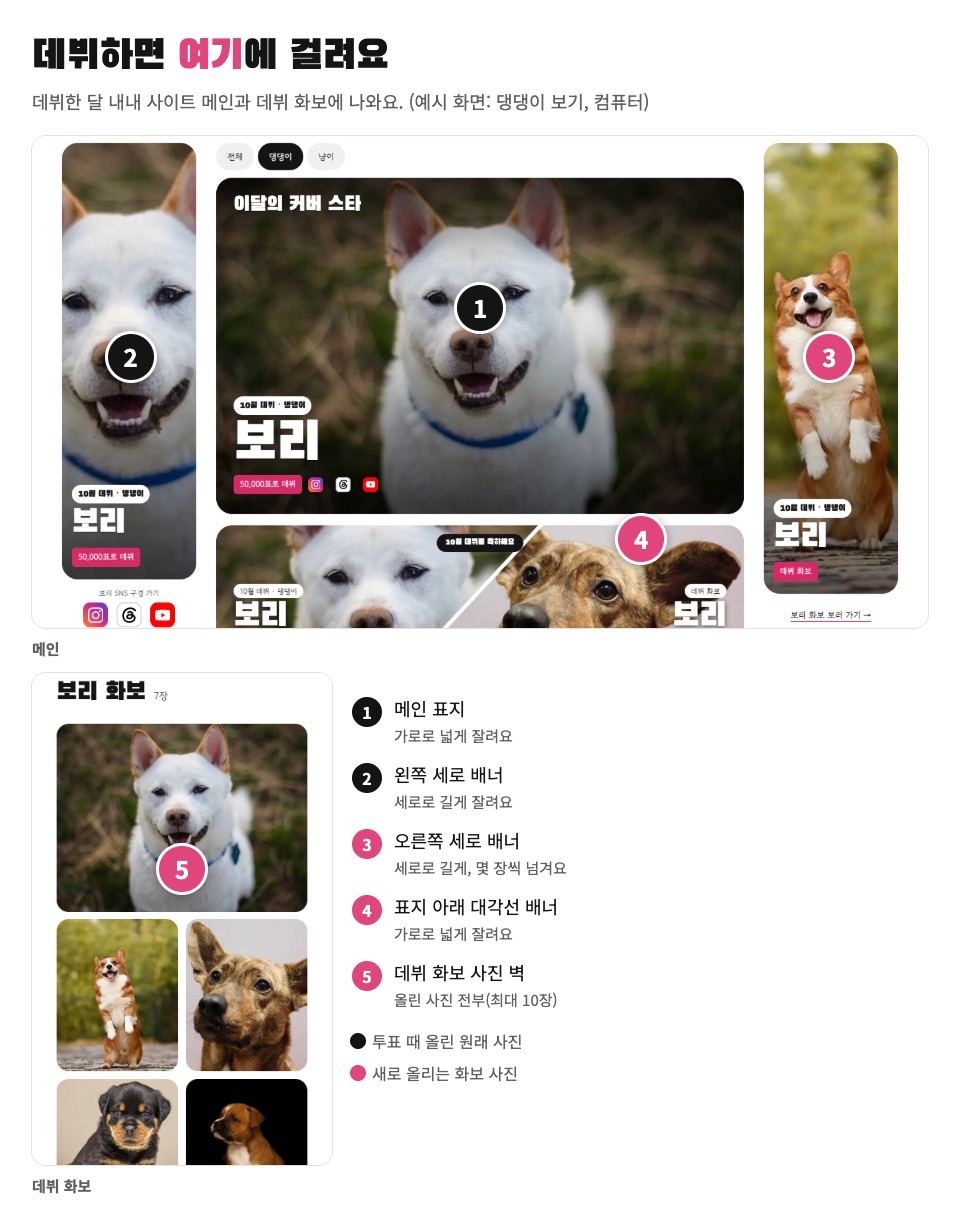 데뷔하면 여기에 걸려요
데뷔한 달 내내 사이트 메인과 데뷔 화보에 나와요. (예시 화면: 댕댕이 보기, 컴퓨터)
전체 댕댕이 냥이
이달의 커버 스타
1
10월 데뷔 · 댕댕이
보리
50,000표로 데뷔
2
10월 데뷔 · 댕댕이
보리
50,000표로 데뷔
보리 SNS 구경 가기
3
10월 데뷔 · 댕댕이
보리
데뷔 화보
보리 화보 보러 가기 →
4
10월 데뷔를 축하해요
10월 데뷔 · 댕댕이
보리
데뷔 화보
보리
메인
보리 화보 7장
5
데뷔 화보
1 메인 표지
가로로 넓게 잘려요
2 왼쪽 세로 배너
세로로 길게 잘려요
3 오른쪽 세로 배너
세로로 길게, 몇 장씩 넘겨요
4 표지 아래 대각선 배너
가로로 넓게 잘려요
5 데뷔 화보 사진 벽
올린 사진 전부(최대 10장)
투표 때 올린 원래 사진
새로 올리는 화보 사진